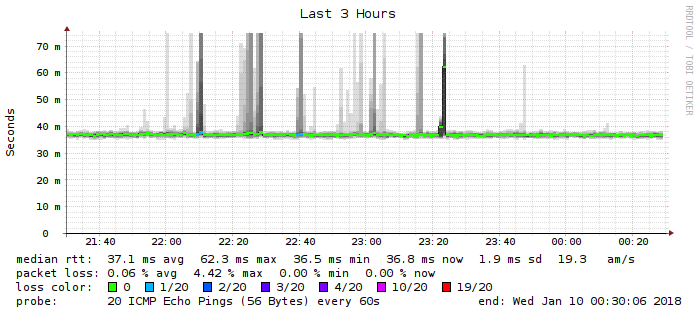 Last 3 Hours
RRDTOOL / TOBI OETIKER
Seconds
70 m
60 m
50 m
40 m
30 m
20 m
10 m
0
21:40 22:00 22:20 22:40 23:00 23:20 23:40 00:00 00:20
median rtt: 37.1 ms avg 62.3 ms max 36.5 ms min 36.8 ms now 1.9 ms sd 19.3 am/s
packet loss: 0.06 % avg 4.42 % max 0.00 % min 0.00 % now
loss color: 0 1/20 2/20 3/20 4/20 10/20 19/20
probe: 20 ICMP Echo Pings (56 Bytes) every 60s end: Wed Jan 10 00:30:06 2018